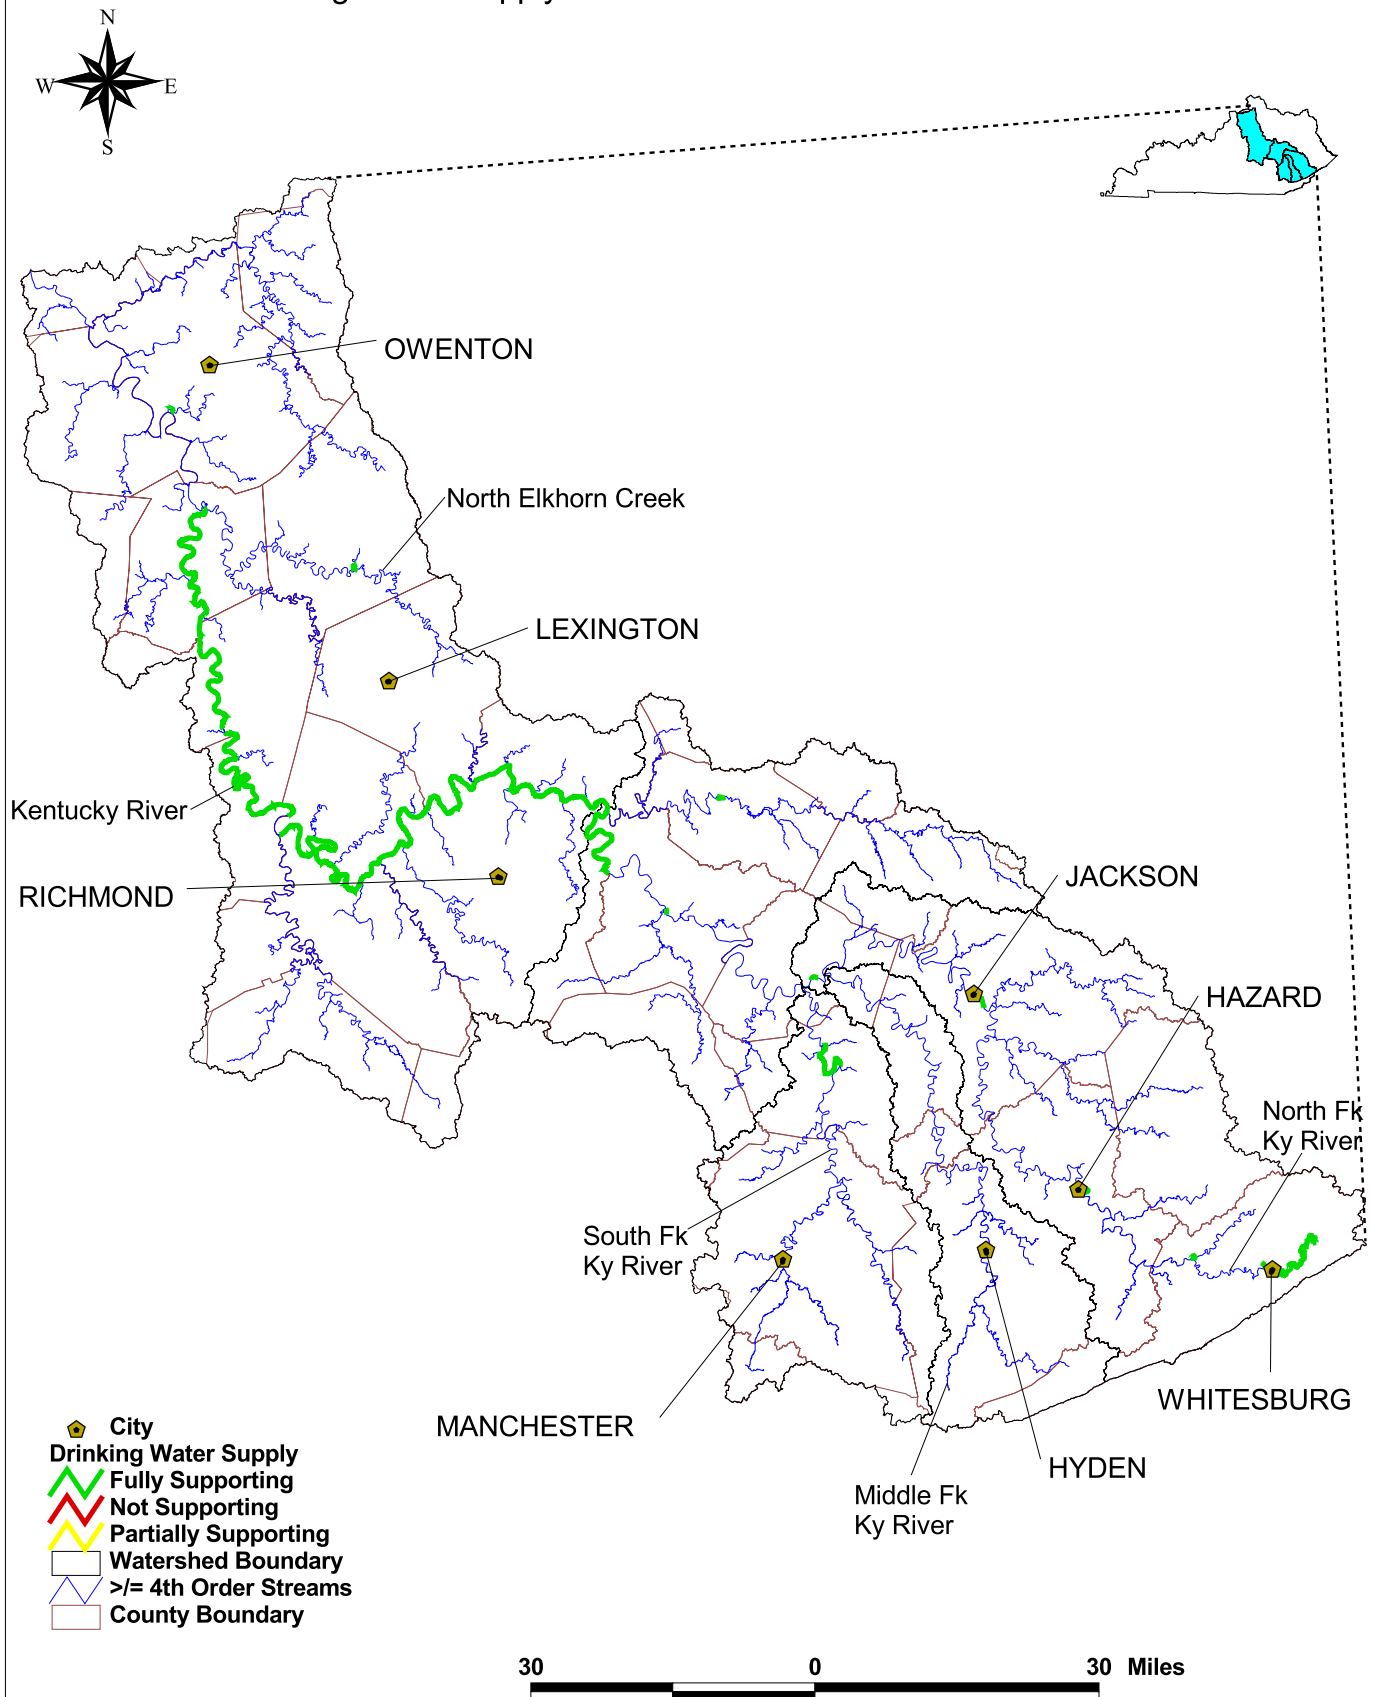 N
W E
S
OWENTON
North Elkhorn Creek
LEXINGTON
Kentucky River
RICHMOND
JACKSON
HAZARD
North Fk
Ky River
South Fk
Ky River
WHITESBURG
MANCHESTER
HYDEN
Middle Fk
Ky River
City
Drinking Water Supply
Fully Supporting
Not Supporting
Partially Supporting
Watershed Boundary
>/= 4th Order Streams
County Boundary
30 0 30 Miles